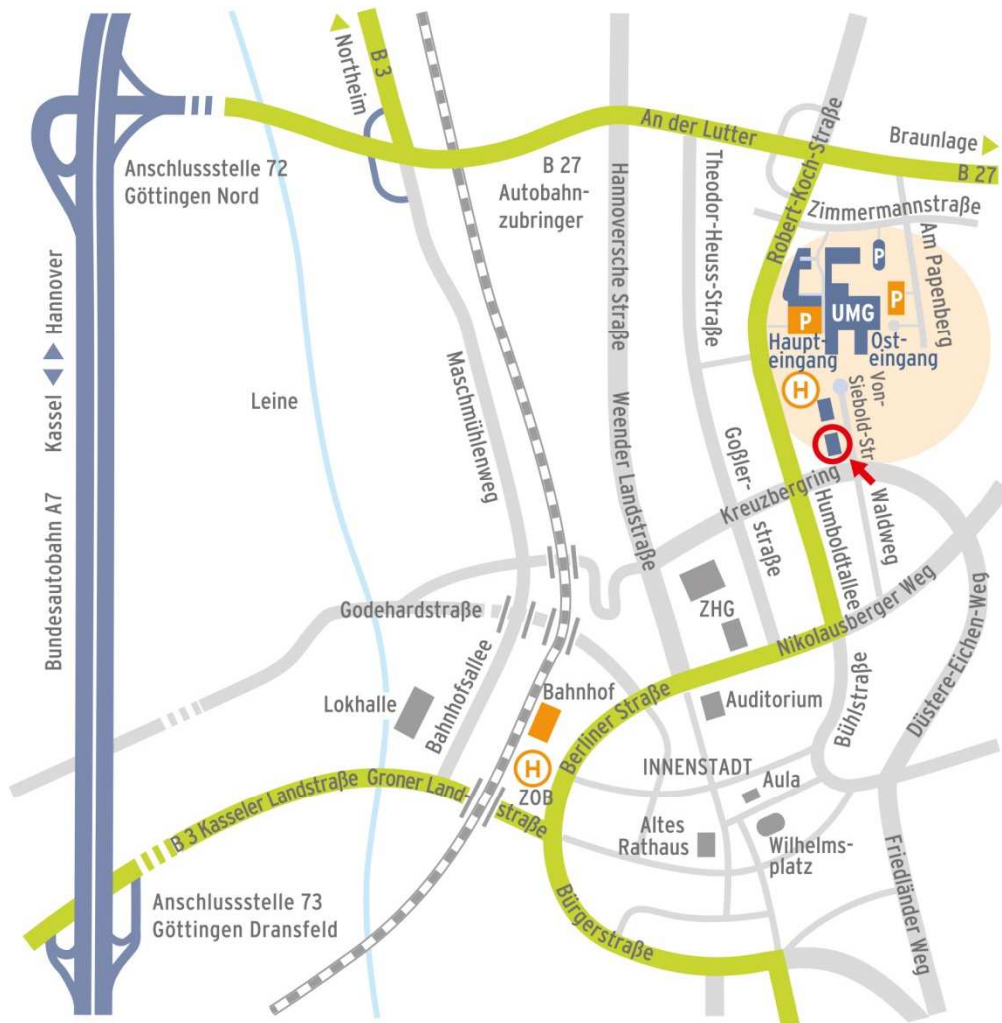 Northeim
B 3
An der Lutter
Braunlage
B 27
Anschlussstelle 72
Göttingen Nord
B 27
Autobahn-
zubringer
Hannoversche Straße
Theodor-Heuss-Straße
Robert-Koch-Straße
Zimmermannstraße
Am Papenberg
P
P
P
UMG
Haupt-
eingang
Ost-
eingang
H
Von-
Siebold-Str
Kassel
Hannover
Bundesautobahn A7
Leine
Maschmühlenweg
Weender Landstraße
Goßler-
straße
Kreuzbergring
Humboldtallee
Waldweg
Godehardstraße
ZHG
Nikolausberger Weg
Düstere-Eichen-Weg
Lokhalle
Bahnhofsallee
Bahnhof
H
ZOB
Berliner Straße
Auditorium
Bühlstraße
INNENSTADT
Aula
B 3 Kasseler Landstraße
Groner Land-
straße
Altes
Rathaus
Wilhelms-
platz
Friedländer Weg
Anschlussstelle 73
Göttingen Dransfeld
Bürgerstraße